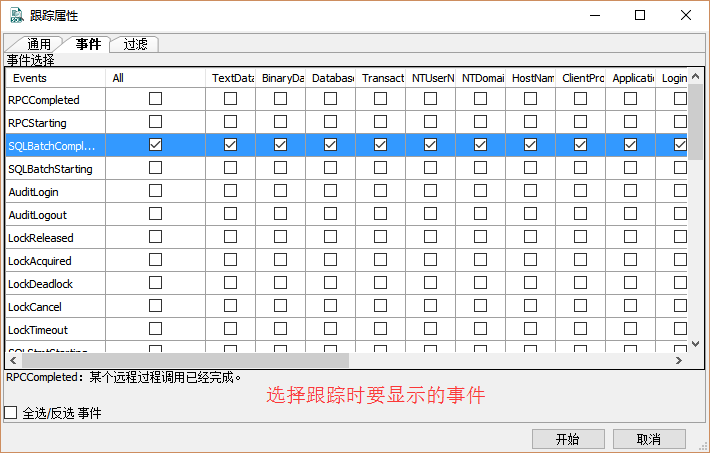 跟踪属性
通用 事件 过滤
事件选择
Events All TextData BinaryDa Database Transact NTUserN NTDomai HostNam ClientPro Applicatio Login
RPCCompleted
RPCStarting
SQLBatchCompl...
SQLBatchStarting
AuditLogin
AuditLogout
LockReleased
LockAcquired
LockDeadlock
LockCancel
LockTimeout
SQLStmtStarting
RPCCompleted：某个远程过程调用已经完成。
选择跟踪时要显示的事件
全选/反选 事件
开始 取消